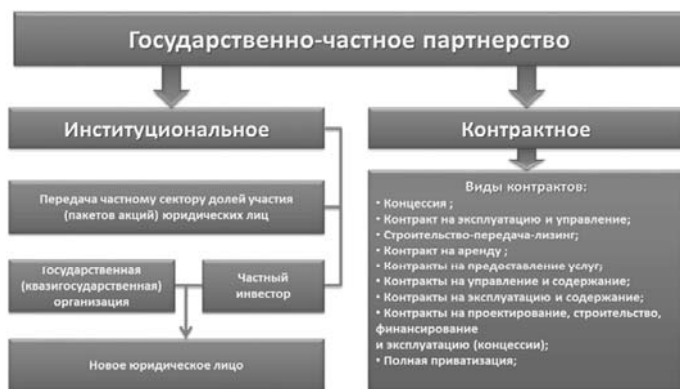 Государственно-частное партнерство
Институциональное
Передача частному сектору долей участия
(пакетов акций) юридических лиц
Государственная
(квазигосударственная)
организация
Частный
инвестор
Новое юридическое лицо
Контрактное
Виды контрактов:
• Концессия ;
• Контракт на эксплуатацию и управление;
• Строительство-передача-лизинг;
• Контракт на аренду ;
• Контракты на предоставление услуг;
• Контракты на управление и содержание;
• Контракты на эксплуатацию и содержание;
• Контракты на проектирование, строительство,
финансирование
и эксплуатацию (концессии);
• Полная приватизация;